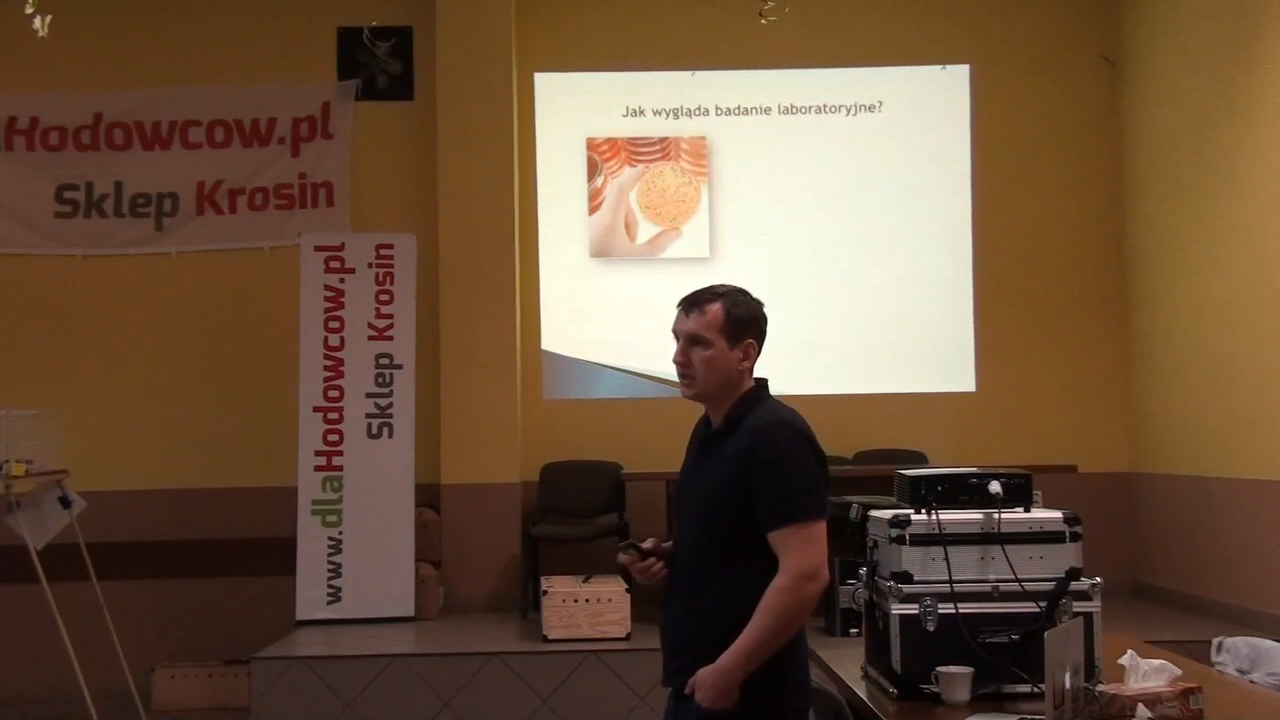 Hodowcow.pl
Sklep Krosin
Jak wygląda badanie laboratoryjne?
www.dlaHodowcow.pl
Sklep Krosin